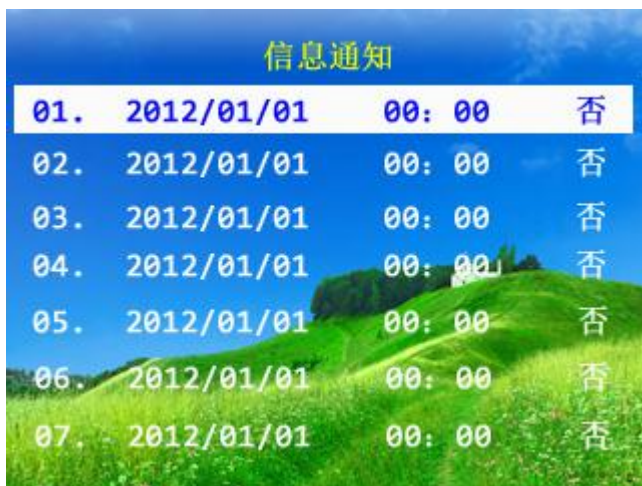 信息通知
01. 2012/01/01 00：00 否
02. 2012/01/01 00：00 否
03. 2012/01/01 00：00 否
04. 2012/01/01 00：00 否
05. 2012/01/01 00：00 否
06. 2012/01/01 00：00 否
07. 2012/01/01 00：00 否